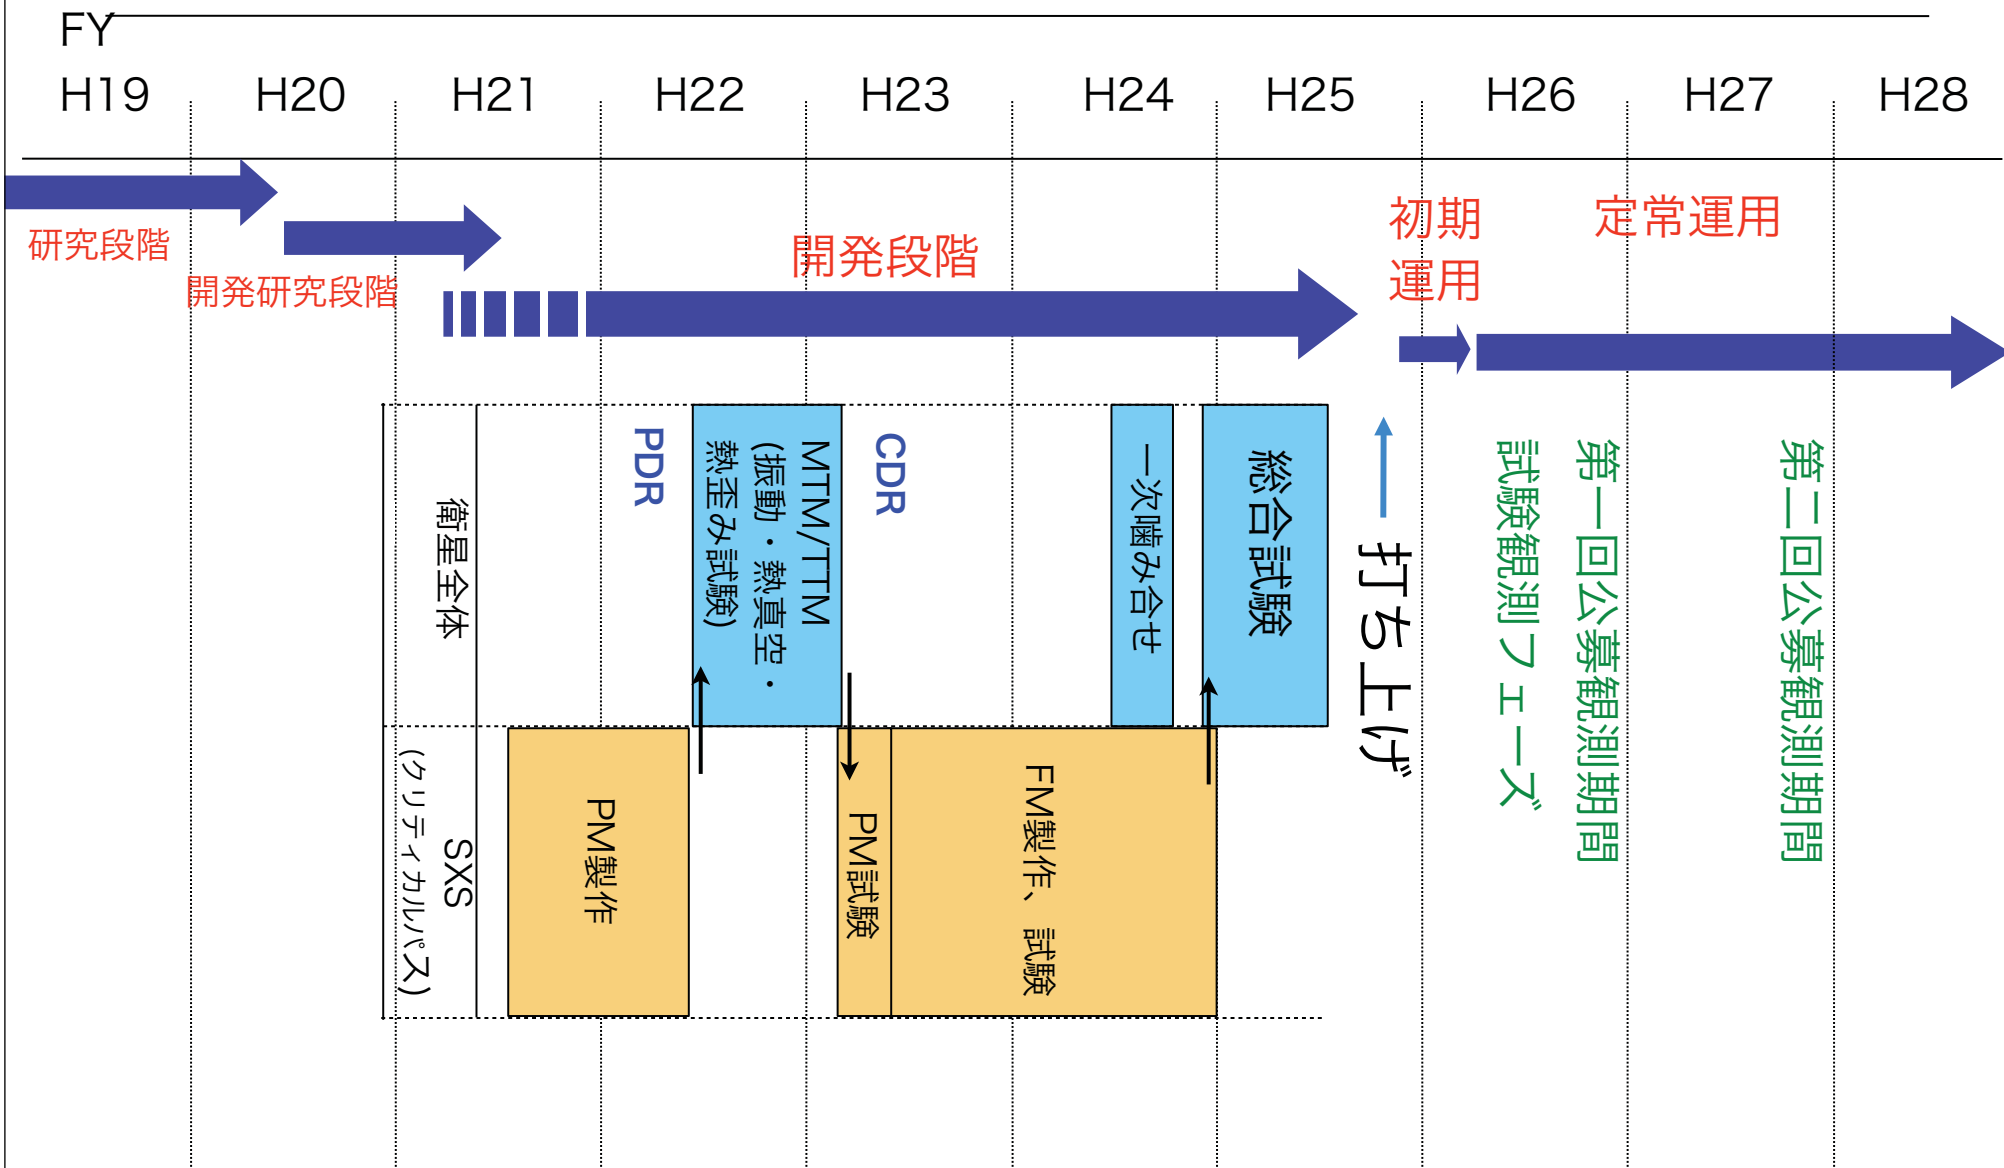 FY
H19 H20 H21 H22 H23 H24 H25 H26 H27 H28
研究段階
開発研究段階
開発段階
初期
運用
定常運用
衛星全体
PDR
MTM/TTM
(振動・熱真空・
熱歪み試験)
CDR
一次噛み合せ
総合試験
打ち上げ
試験観測フェーズ
第一回公募観測期間
第二回公募観測期間
SXS
(クリティカルパス)
PM製作
PM試験
FM製作、試験